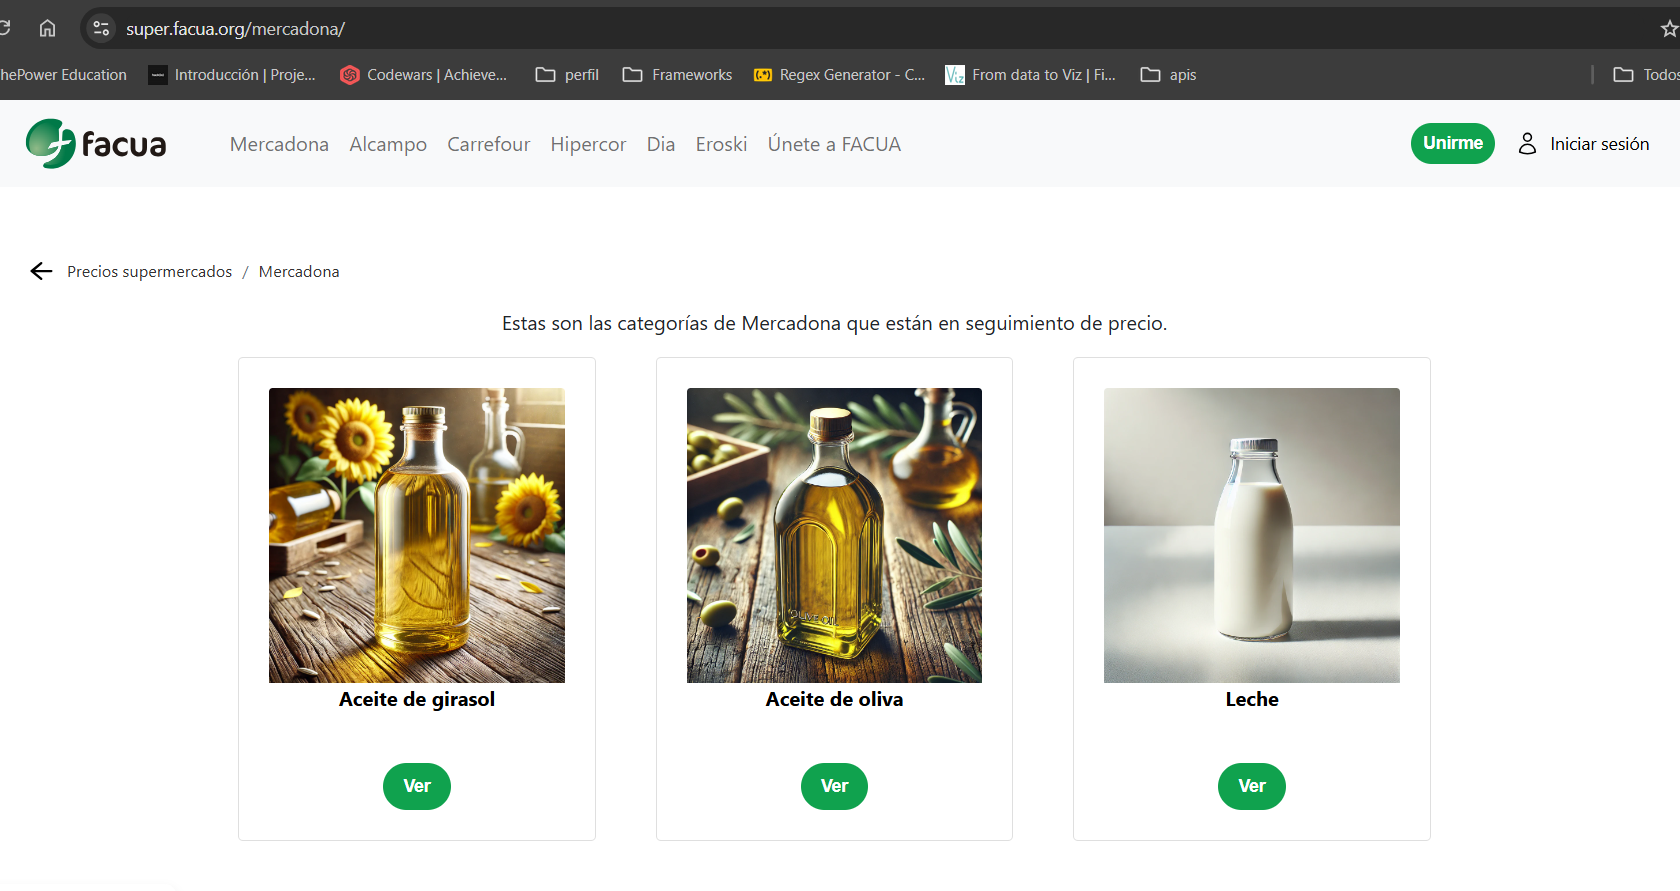 super.facua.org/mercadona/
hePower Education Introducción | Proje... Codewars | Achieve... perfil Frameworks Regex Generator - C... From data to Viz | Fi... apis Todos
facua Mercadona Alcampo Carrefour Hipercor Dia Eroski Únete a FACUA Unirme Iniciar sesión
Precios supermercados / Mercadona
Estas son las categorías de Mercadona que están en seguimiento de precio.
OLIVE OIL
Aceite de girasol Aceite de oliva Leche
Ver Ver Ver